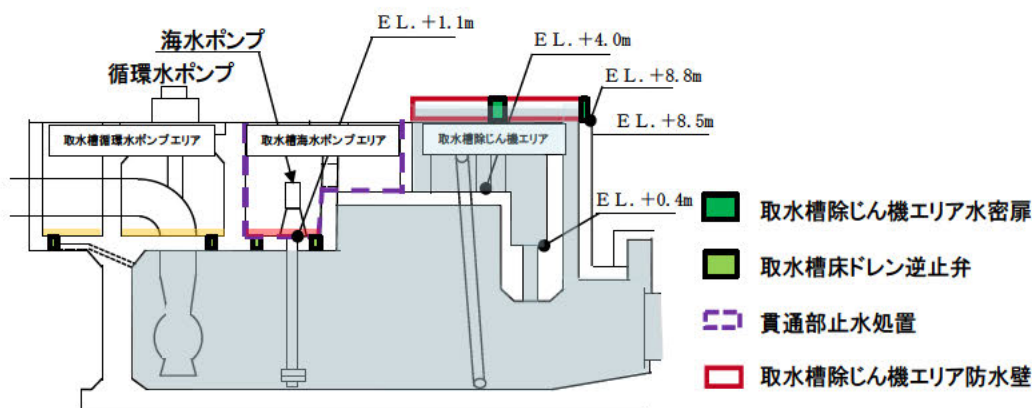 EL.+1.1m
海水ポンプ
EL.+4.0m
循環水ポンプ
EL.+8.8m
EL.+8.5m
取水槽循環水ポンプエリア
取水槽海水ポンプエリア
取水槽除じん機エリア
EL.+0.4m
取水槽除じん機エリア水密扉
取水槽床ドレン逆止弁
貫通部止水処置
取水槽除じん機エリア防水壁